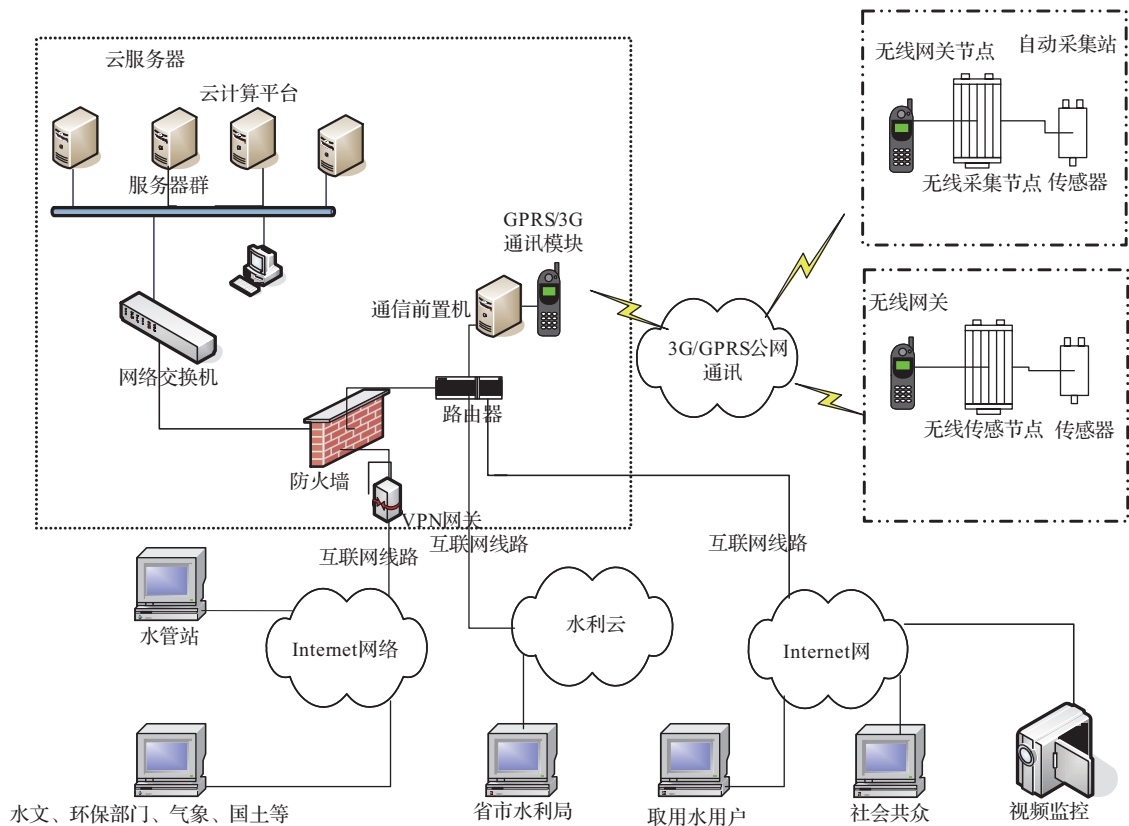 云服务器
云计算平台
服务器群
GPRS/3G
通讯模块
通信前置机
网络交换机
路由器
防火墙
VPN网关
3G/GPRS公网
通讯
无线网关节点
自动采集站
无线采集节点
传感器
无线网关
无线传感节点
传感器
互联网线路
互联网线路
互联网线路
水管站
Internet网络
水利云
Internet网
水文、环保部门、气象、国土等
省市水利局
取用水用户
社会共众
视频监控